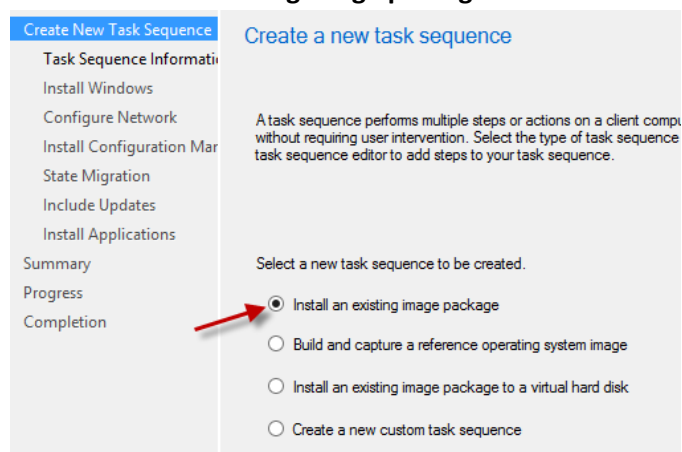 Create New Task Sequence
Task Sequence Informati
Install Windows
Configure Network
Install Configuration Mar
State Migration
Include Updates
Install Applications
Summary
Progress
Completion
Create a new task sequence
A task sequence performs multiple steps or actions on a client compu
without requiring user intervention. Select the type of task sequence
task sequence editor to add steps to your task sequence.
Select a new task sequence to be created.
Install an existing image package
Build and capture a reference operating system image
Install an existing image package to a virtual hard disk
Create a new custom task sequence